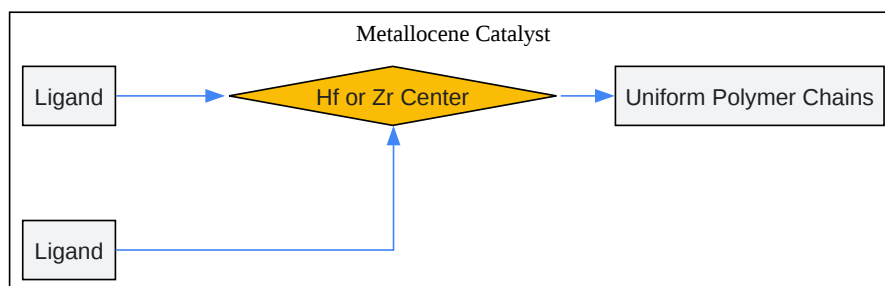 Metallocene Catalyst
Ligand
Hf or Zr Center
Uniform Polymer Chains
Ligand